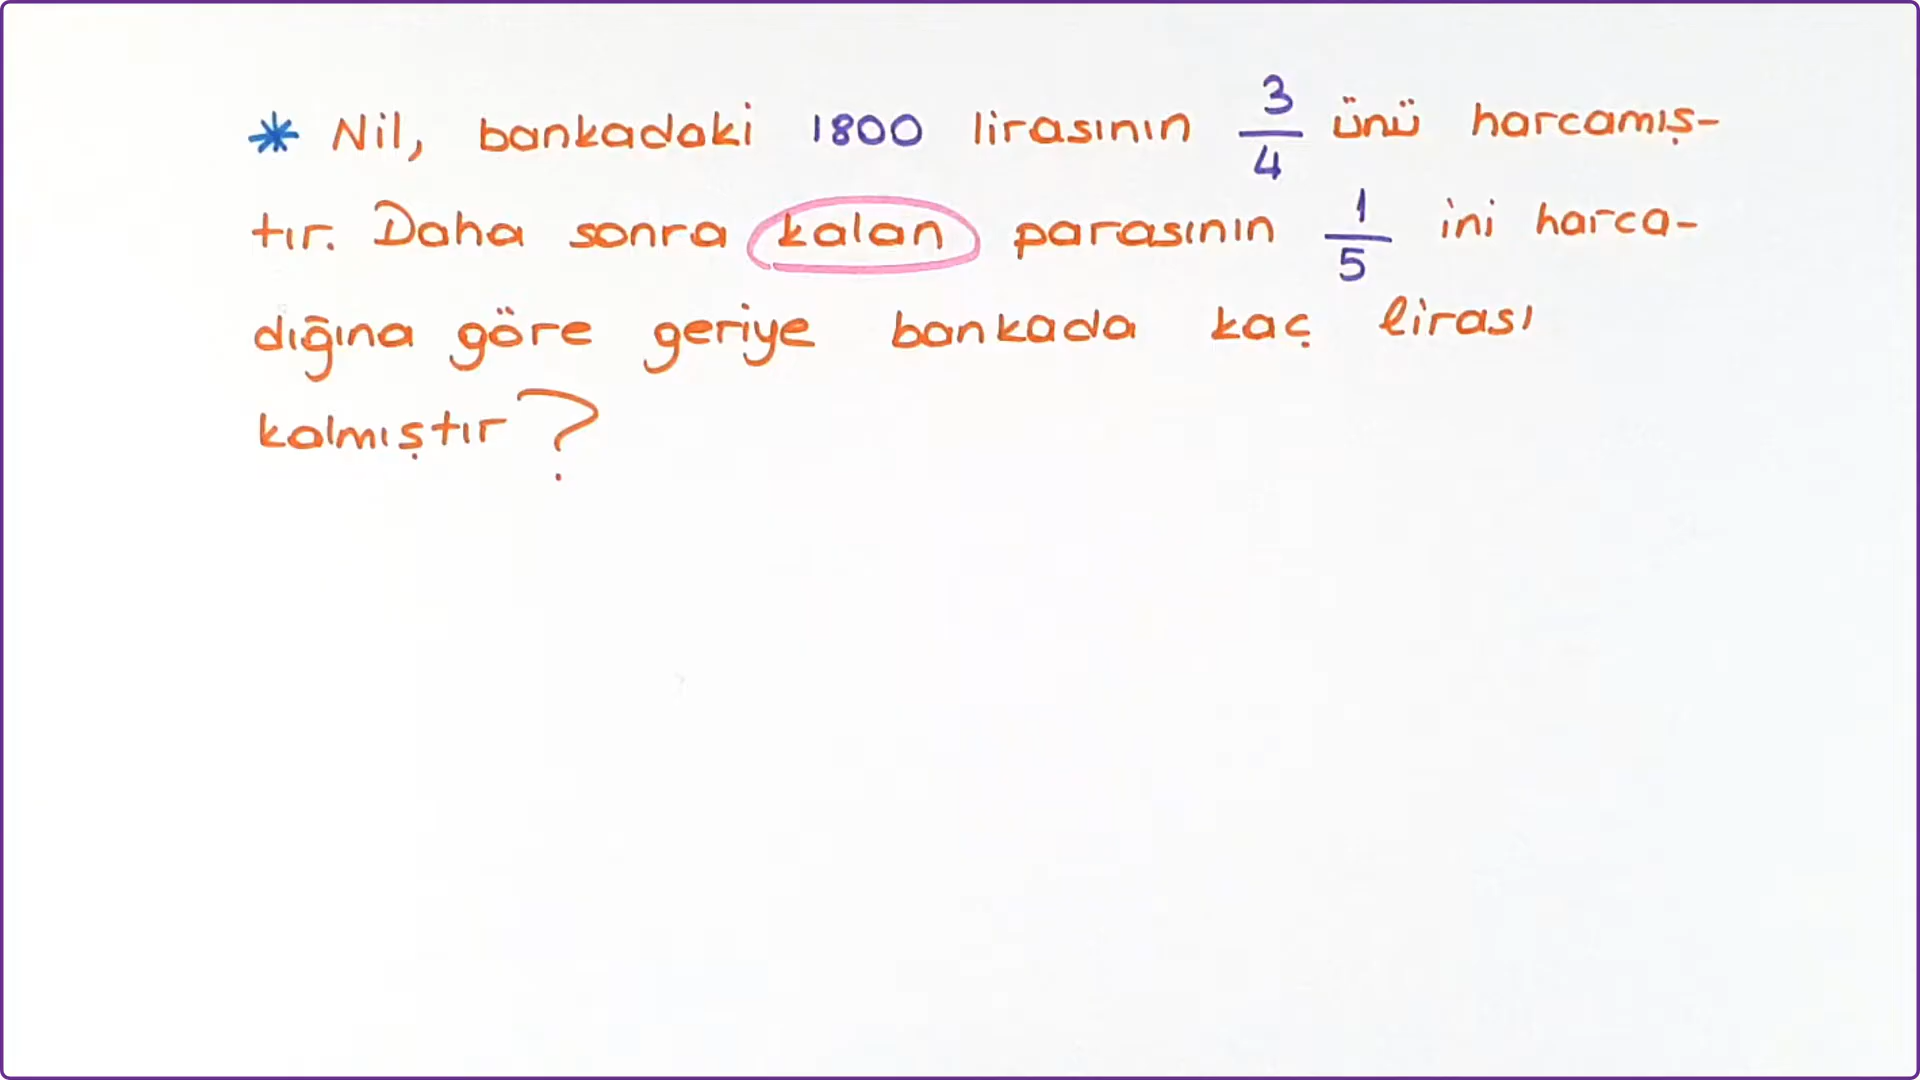 * Nil, bankadaki 1800 lirasının 3/4 ünü harcamış-
tır. Daha sonra kalan parasının 1/5 ini harca-
dığına göre geriye bankada kaç lirası
kalmıştır?